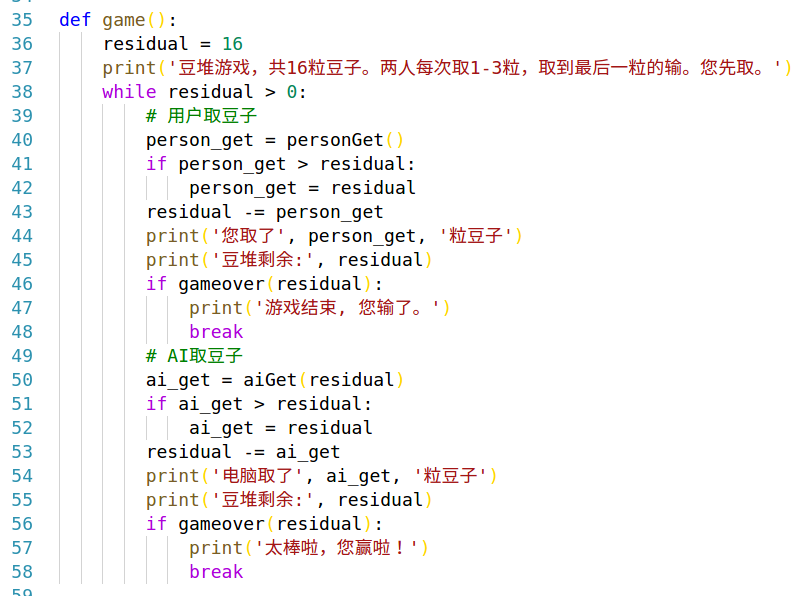 35 def game():
36     residual = 16
37     print('豆堆游戏，共16粒豆子。两人每次取1-3粒，取到最后一粒的输。您先取。')
38     while residual > 0:
39         # 用户取豆子
40         person_get = personGet()
41         if person_get > residual:
42             person_get = residual
43         residual -= person_get
44         print('您取了', person_get, '粒豆子')
45         print('豆堆剩余:', residual)
46         if gameover(residual):
47             print('游戏结束, 您输了。')
48             break
49         # AI取豆子
50         ai_get = aiGet(residual)
51         if ai_get > residual:
52             ai_get = residual
53         residual -= ai_get
54         print('电脑取了', ai_get, '粒豆子')
55         print('豆堆剩余:', residual)
56         if gameover(residual):
57             print('太棒啦，您赢啦！')
58             break
59